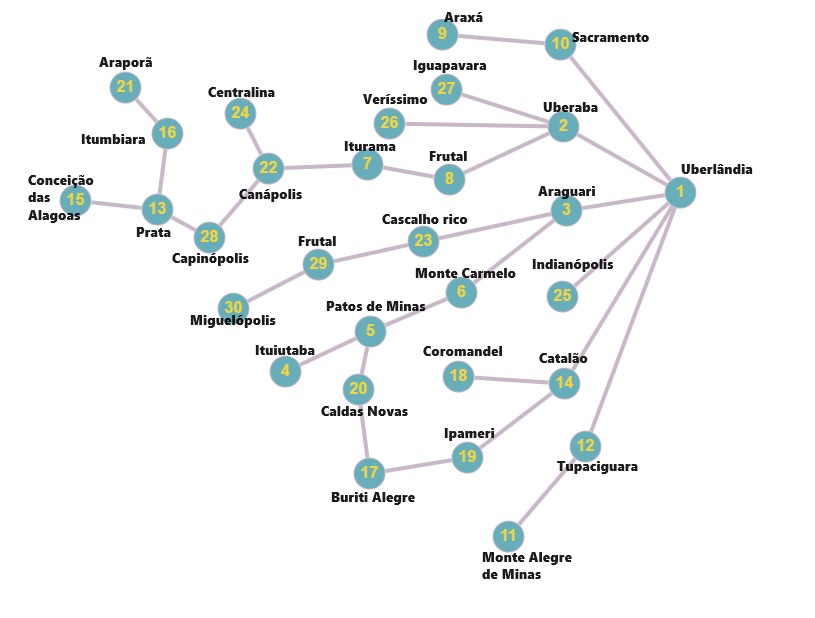 Araxá
9
10
Sacramento
Iguapavara
27
Araporã
21
Centralina
24
Veríssimo
26
Uberaba
2
Itumbiara
16
Iturama
7
Frutal
8
22
Canápolis
Uberlândia
1
Conceição
das
Alagoas
15
13
Prata
Araguari
3
Cascalho rico
23
28
Capinópolis
Frutal
29
Indianópolis
25
Monte Carmelo
6
30
Miguelópolis
Patos de Minas
5
Ituiutaba
4
Coromandel
18
Catalão
14
20
Caldas Novas
Ipameri
19
12
Tupaciguara
17
Buriti Alegre
11
Monte Alegre
de Minas